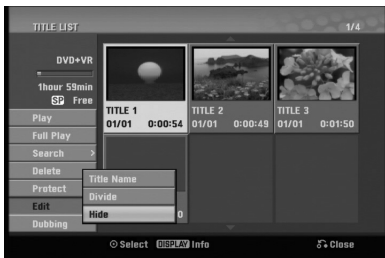 TITLE LIST
1/4
DVD+VR
1hour 59min
SP Free
Play
Full Play
Search >
Delete
Protect
Edit
Dubbing
Title Name
Divide
Hide
TITLE 1
01/01 0:00:54
TITLE 2
01/01 0:00:49
TITLE 3
01/01 0:01:50
0
Select DISPLAY Info
Close